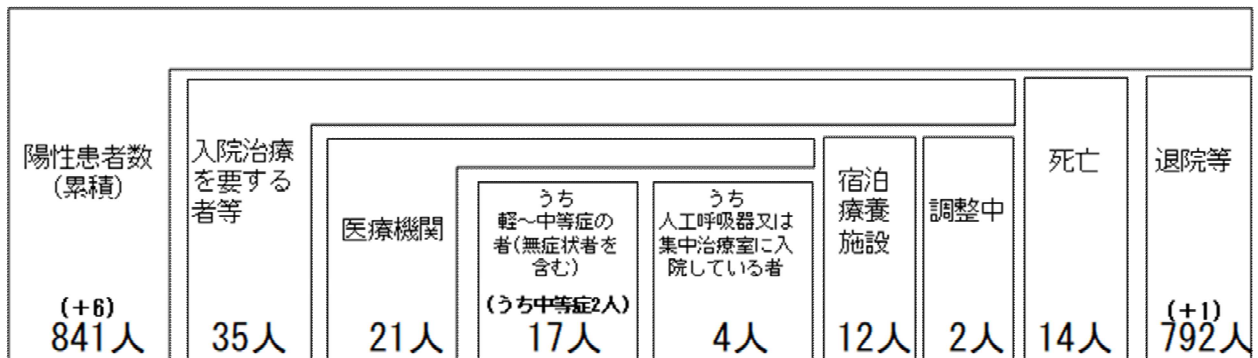 陽性患者数
(累積)
(+6)
841人
入院治療
を要する
者等
35人
医療機関
21人
うち
軽~中等症の
者(無症状者を
含む)
(うち中等症2人)
17人
うち
人工呼吸器又は
集中治療室に入
院している者
4人
宿泊
療養
施設
12人
調整中
2人
死亡
14人
退院等
(+1)
792人